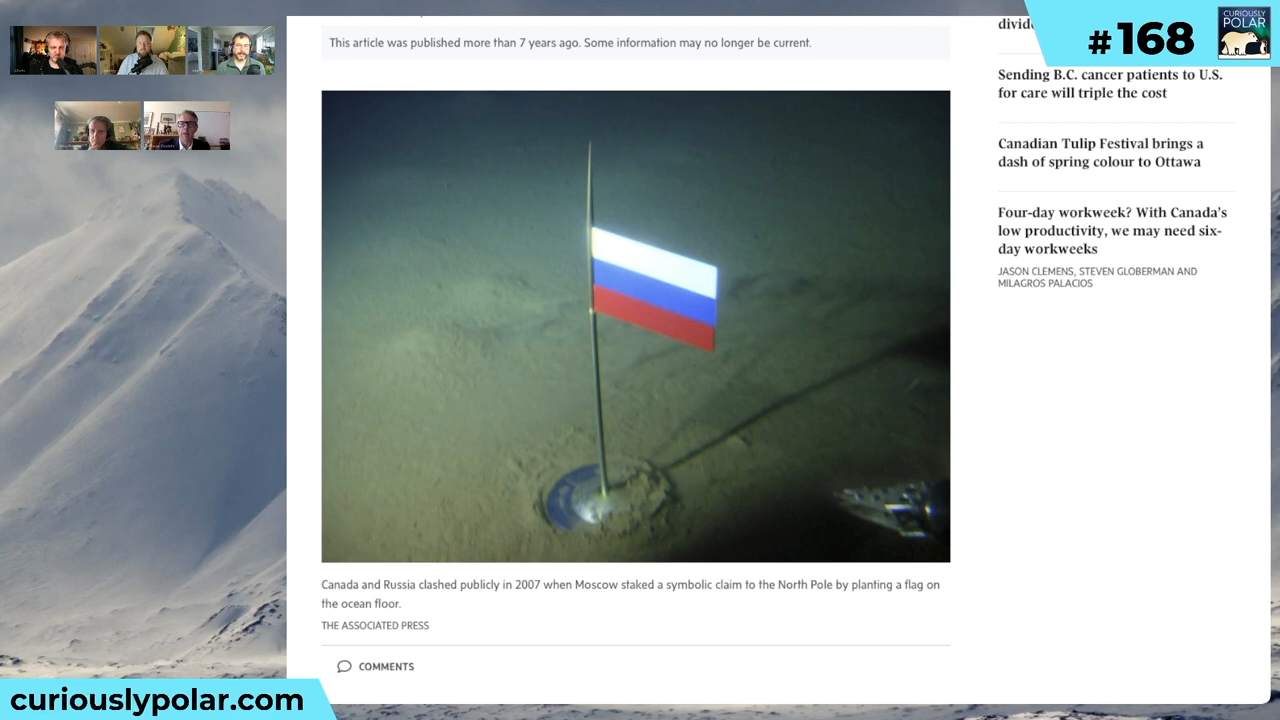 This article was published more than 7 years ago. Some information may no longer be current.
Canada and Russia clashed publicly in 2007 when Moscow staked a symbolic claim to the North Pole by planting a flag on
the ocean floor.
THE ASSOCIATED PRESS
COMMENTS
Sending B.C. cancer patients to U.S.
for care will triple the cost
Canadian Tulip Festival brings a
dash of spring colour to Ottawa
Four-day workweek? With Canada's
low productivity, we may need six-
day workweeks
JASON CLEMENS, STEVEN GLOBERMAN AND
MILAGROS PALACIOS
#168
CURIOUSLY
POLAR
curiouslypolar.com